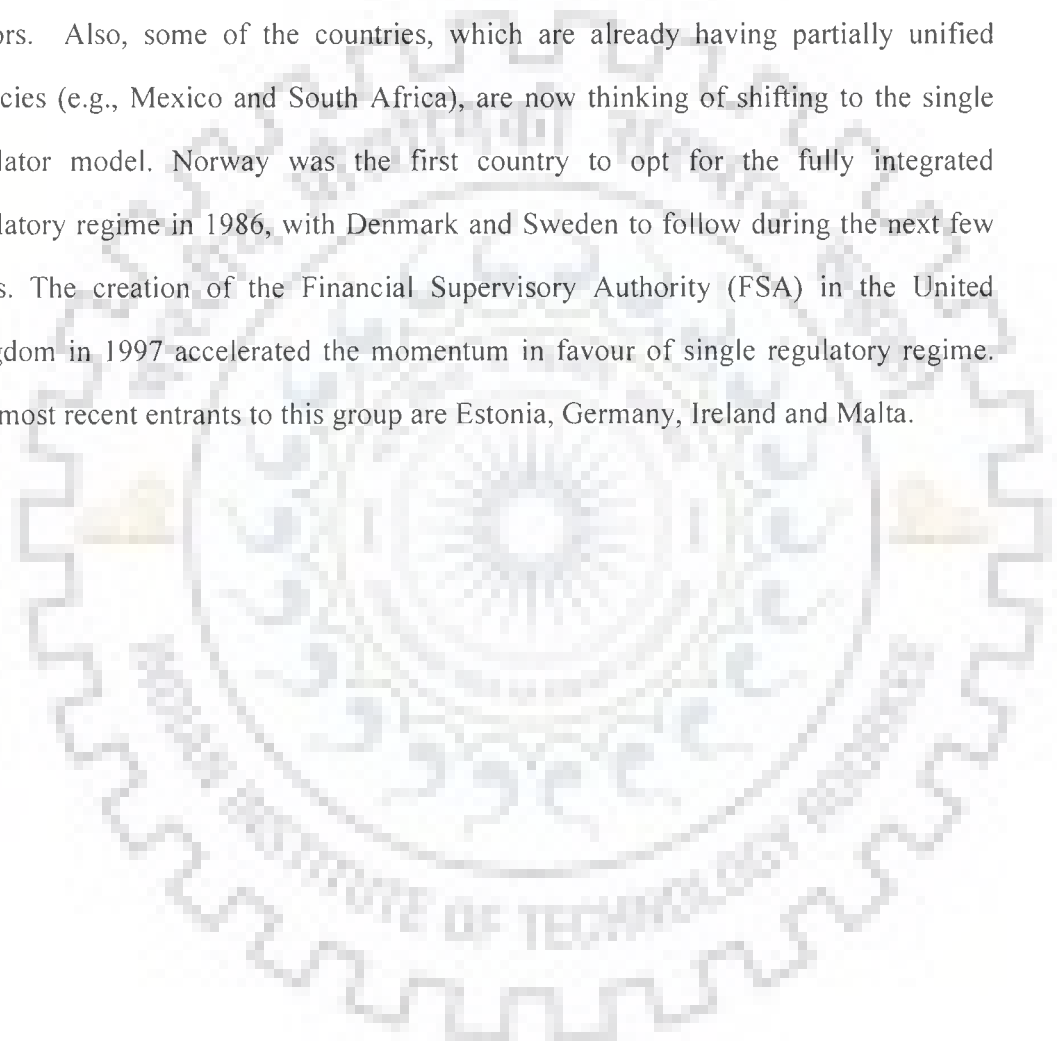 ors. Also, some of the countries, which are already having partially unified
cies (e.g., Mexico and South Africa), are now thinking of shifting to the single
lator model. Norway was the first country to opt for the fully integrated
latory regime in 1986, with Denmark and Sweden to follow during the next few
s. The creation of the Financial Supervisory Authority (FSA) in the United
gdom in 1997 accelerated the momentum in favour of single regulatory regime.
most recent entrants to this group are Estonia, Germany, Ireland and Malta.
INSTITUTE OF TECHNOLOGY